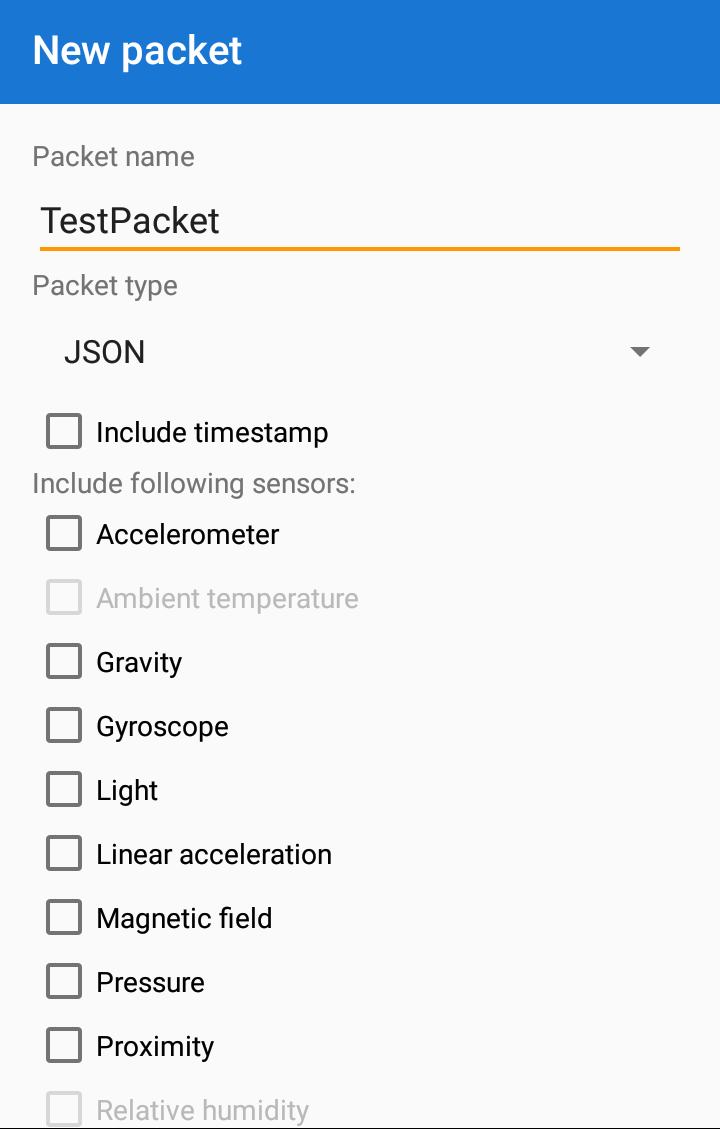 New packet
Packet name
TestPacket
Packet type
JSON
Include timestamp
Include following sensors:
Accelerometer
Ambient temperature
Gravity
Gyroscope
Light
Linear acceleration
Magnetic field
Pressure
Proximity
Relative humidity